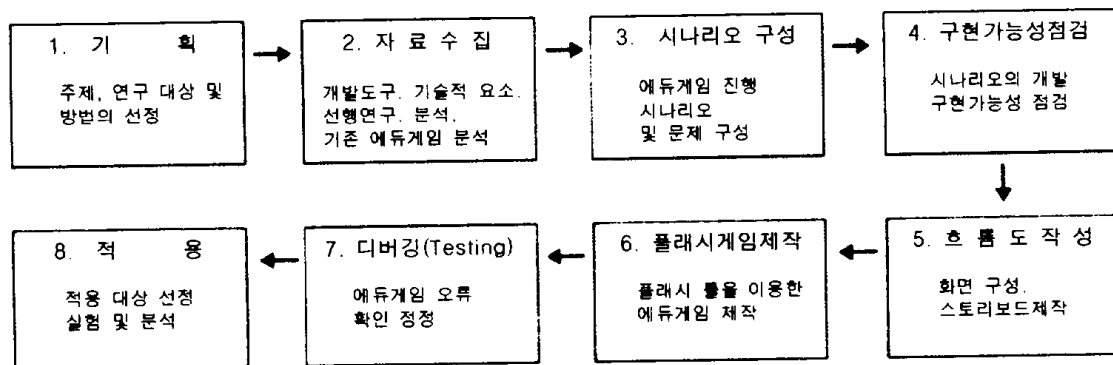 1. 기 획
주제, 연구 대상 및
방법의 선정
2. 자 료 수 집
개발도구, 기술적 요소,
선행연구, 분석,
기존 에듀게임 분석
3. 시나리오 구성
에듀게임 진행
시나리오
및 문제 구성
4. 구현가능성점검
시나리오의 개발
구현가능성 점검
5. 흐 름 도 작 성
화면 구성,
스토리보드제작
6. 플래시게임제작
플래시 툴을 이용한
에듀게임 제작
7. 디버깅(Testing)
에듀게임 오류
확인 정정
8. 적 용
적용 대상 선정
실험 및 분석